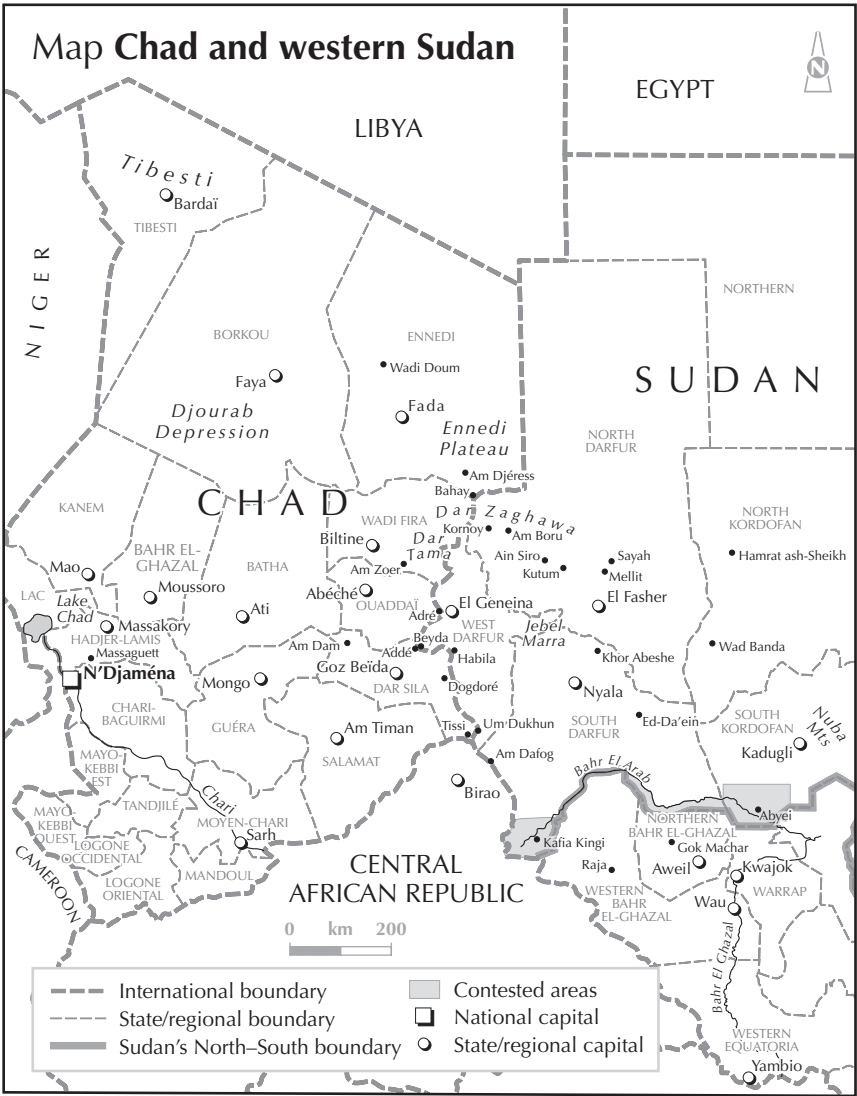 Map Chad and western Sudan
N
EGYPT
LIBYA
Tibesti
Bardaï
TIBESTI
NIGER
NORTHERN
BORKOU
ENNEDI
Wadi Doum
Faya
SUDAN
Fada
Djourab
Depression
Ennedi
Plateau
NORTH
DARFUR
Am Djéress
Bahay
KANEM
CHAD
Dar Zaghawa
WADI FIRA
Kornoy
Am Boru
NORTH
KORDOFAN
Biltine
Dar
Tama
BAHR EL-
GHAZAL
BATHA
Ain Siro
Sayah
Hamrat ash-Sheikh
Am Zoer
Kutum
Mellit
Mao
Moussoro
Abéché
LAC
Lake
Chad
OUADDAÏ
El Geneina
El Fasher
Ati
Adré
Massakory
WEST
DARFUR
Jebel
Marra
HADJER-LAMIS
Massaguett
Am Dam
Beyda
Addé
Habila
Khor Abeshe
Wad Banda
N'Djaména
Goz Beïda
Mongo
DAR SILA
Dogdoré
Nyala
CHARI-
BAGUIRMI
GUÉRA
Am Timan
Tissi
Um Dukhun
SOUTH
DARFUR
Ed-Da'ein
SOUTH
KORDOFAN
Nuba
Mts
Kadugli
SALAMAT
Am Dafog
MAYO-
KEBBI
EST
Birao
Bahr El Arab
Chari
TANDJILÉ
MAYO-
KEBBI
OUEST
MOYEN-CHARI
Sarh
Abyei
NORTHERN
BAHR EL-GHAZAL
Kafia Kingi
Gok Machar
LOGONE
OCCIDENTAL
CAMEROON
LOGONE
ORIENTAL
MANDOUL
CENTRAL
AFRICAN REPUBLIC
Raja
Aweil
Kwajok
WARRAP
WESTERN
BAHR
EL-GHAZAL
Wau
0 km 200
Bahr El Ghazal
International boundary
State/regional boundary
Sudan's North–South boundary
Contested areas
National capital
State/regional capital
WESTERN
EQUATORIA
Yambio